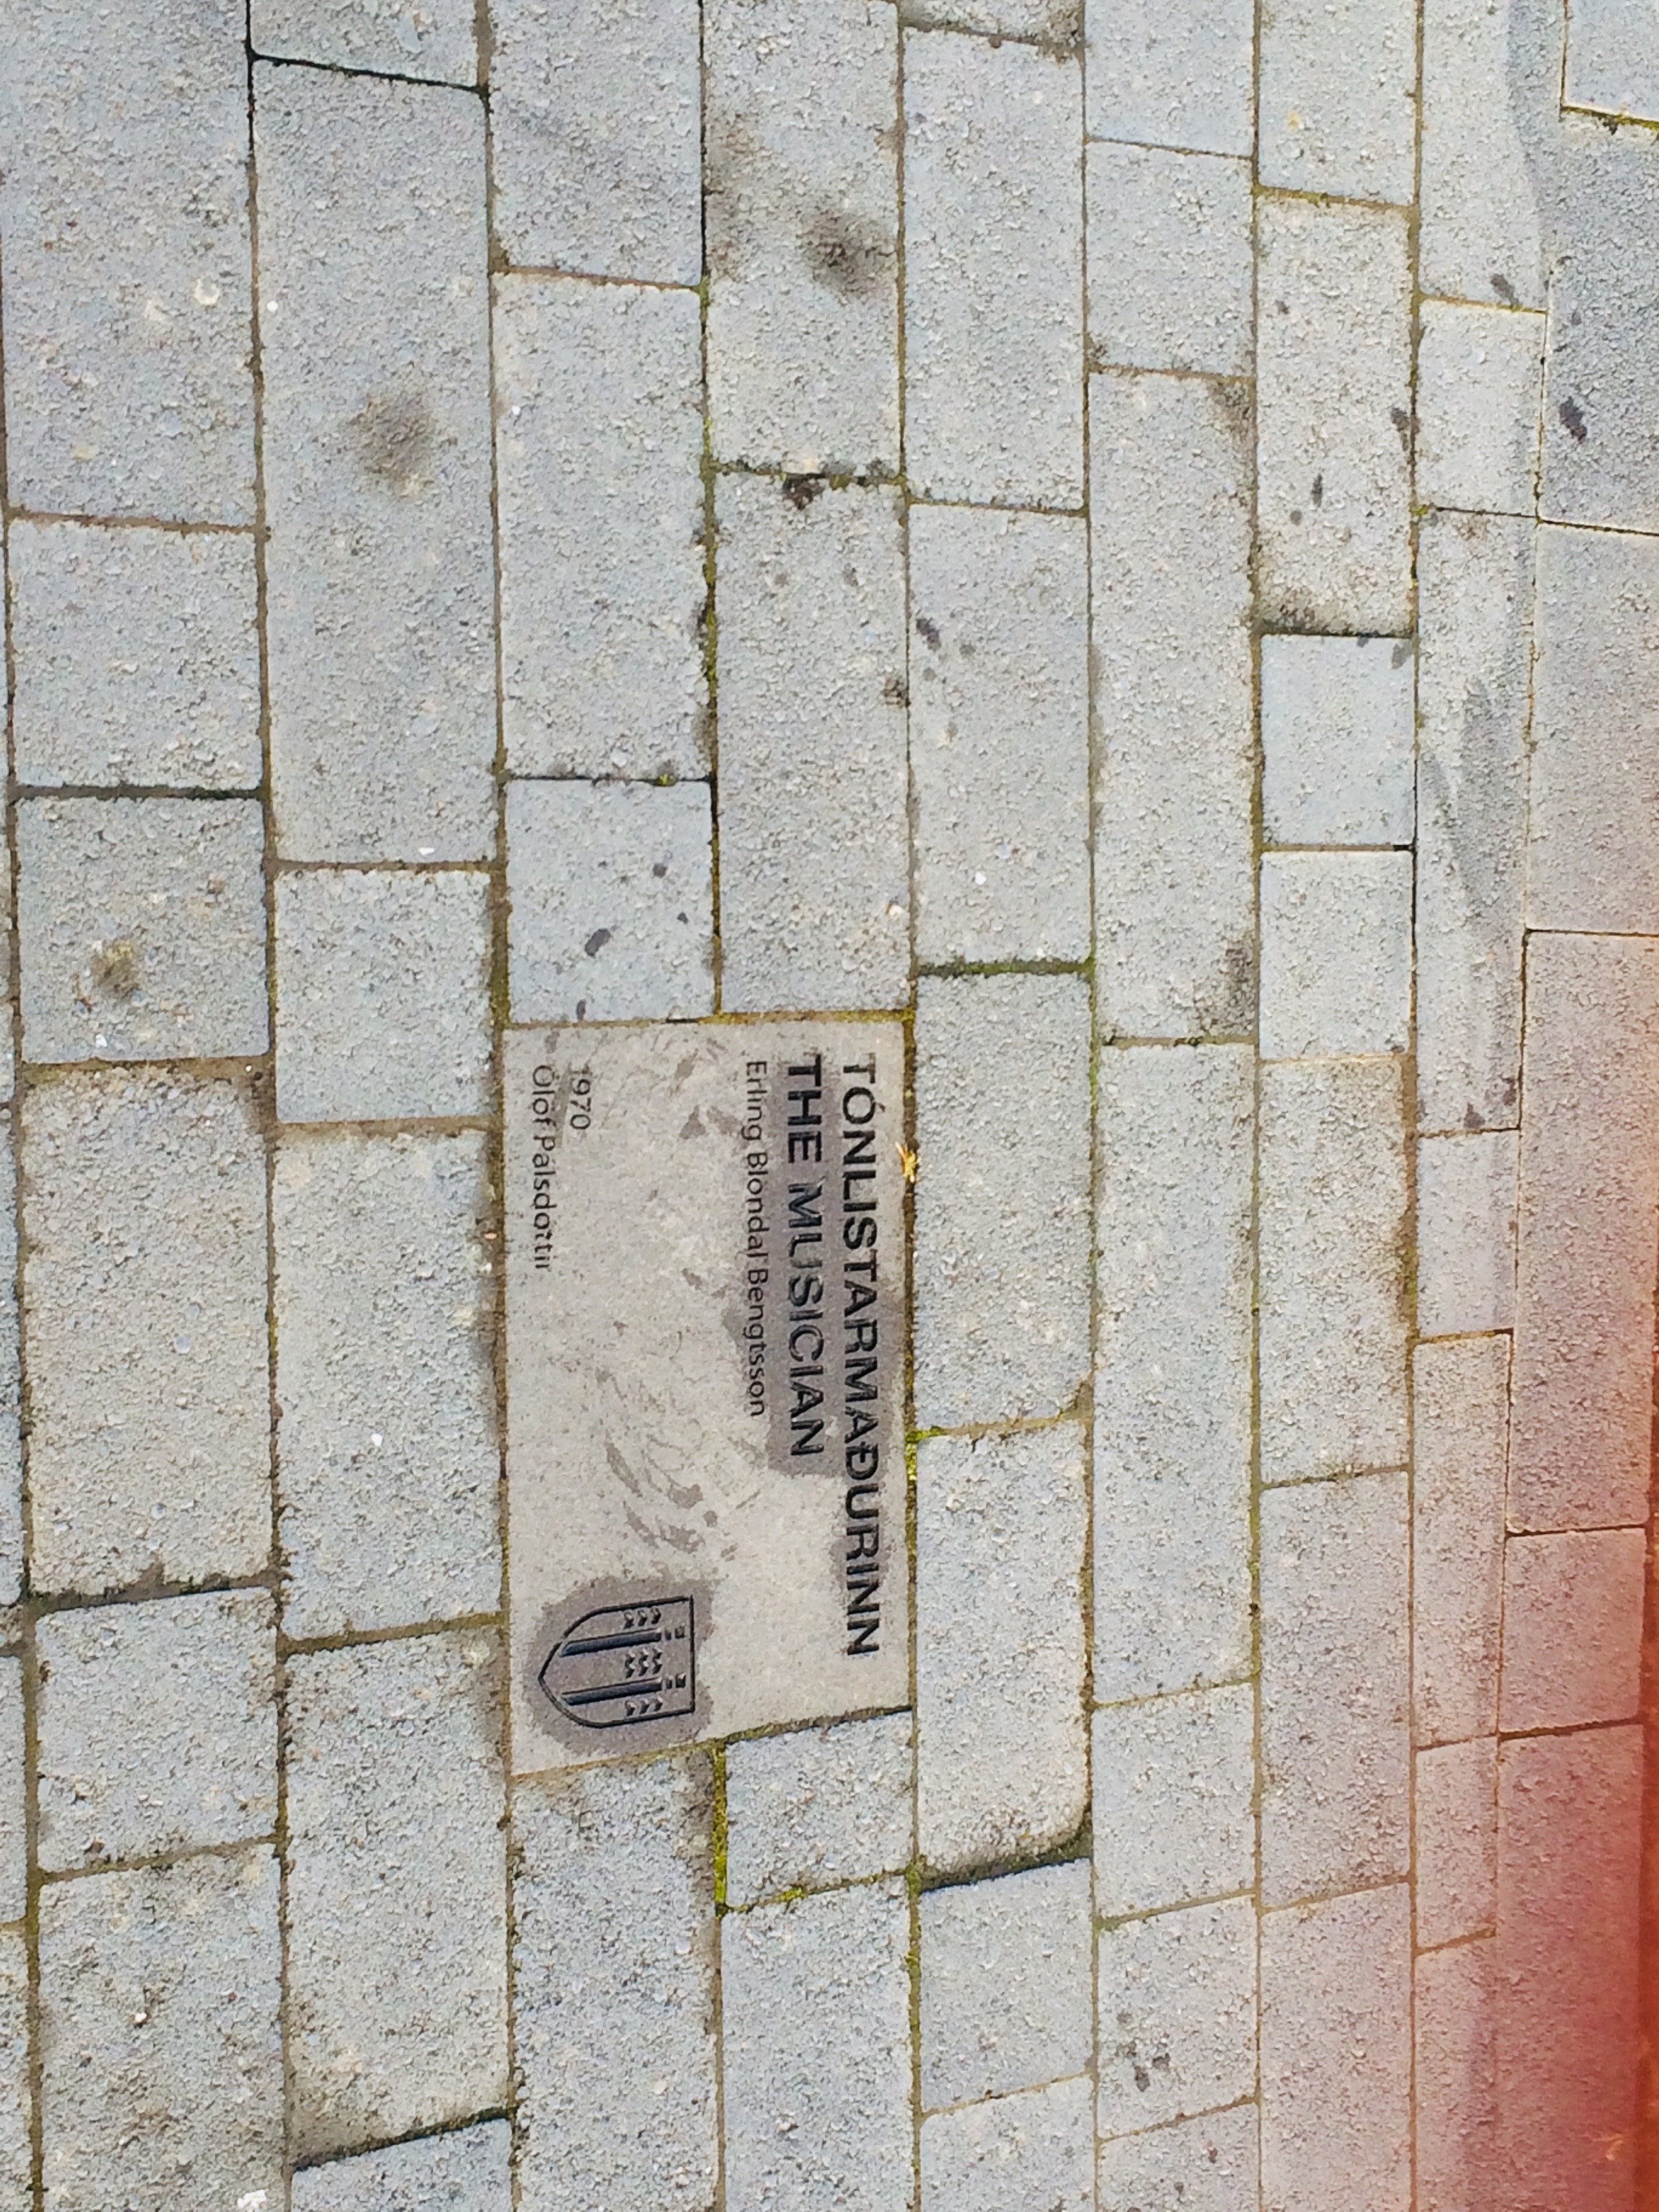 TÓNLISTARMAÐURINN
THE MUSICIAN
Erling Blöndal Bengtsson
1970
Ólöf Pálsdóttir